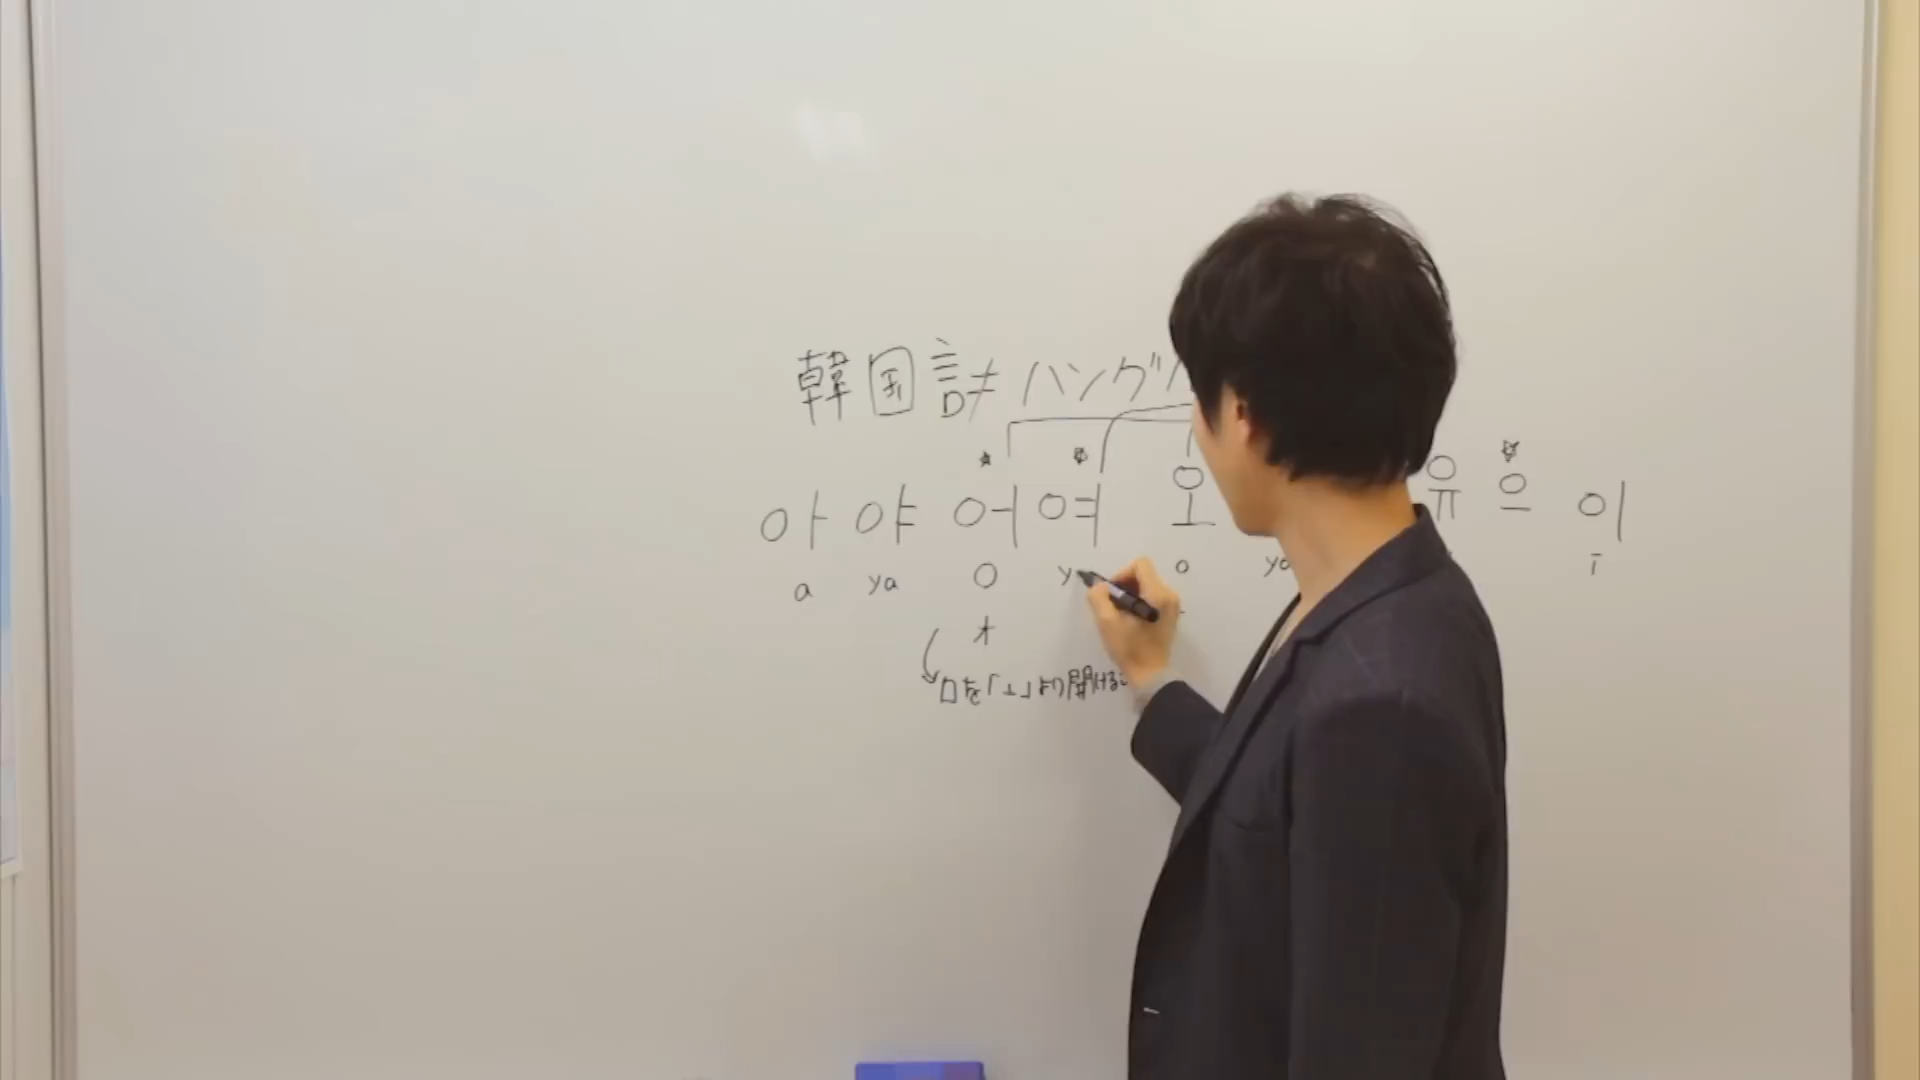 韓国語≠ハングル
아 야 어 여 오 유 으 이
a ya o y o yo i
オ
口を「ㅗ」より開ける